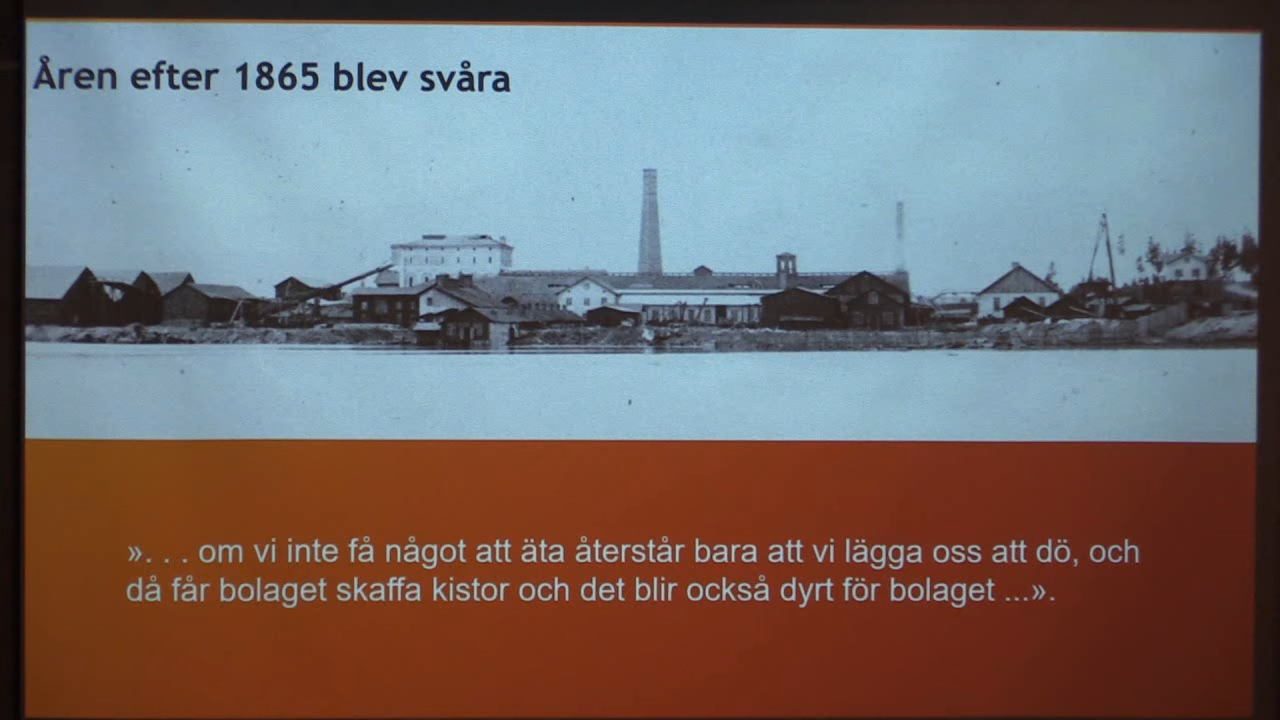 Åren efter 1865 blev svåra
». . . om vi inte få något att äta återstår bara att vi lägga oss att dö, och
då får bolaget skaffa kistor och det blir också dyrt för bolaget ...».